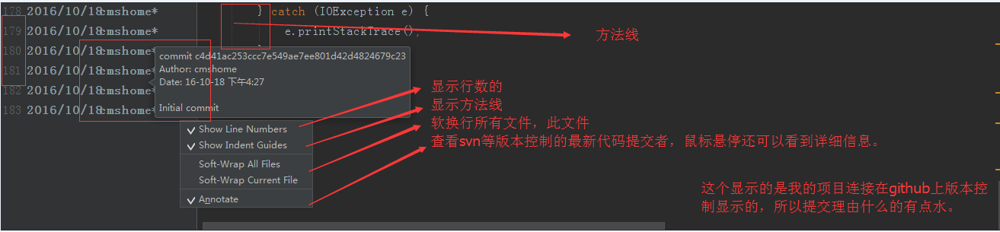 178 2016/10/18 cmshome* } catch (IOException e) {
179 2016/10/18 cmshome* e.printStackTrace();
方法线
180 2016/10/18 cmshome* }
181 2016/10/18 cmshome*
182 2016/10/18 cmshome*
183 2016/10/18 cmshome*
commit c4d41ac253ccc7e549ae7ee801d42d4824679c23
Author: cmshome
Date: 16-10-18 下午4:27
Initial commit
显示行数的
显示方法线
软换行所有文件，此文件
查看svn等版本控制的最新代码提交者，鼠标悬停还可以看到详细信息。
Show Line Numbers
Show Indent Guides
Soft-Wrap All Files
Soft-Wrap Current File
Annotate
这个显示的是我的项目连接在github上版本控
制显示的，所以提交理由什么的有点水。